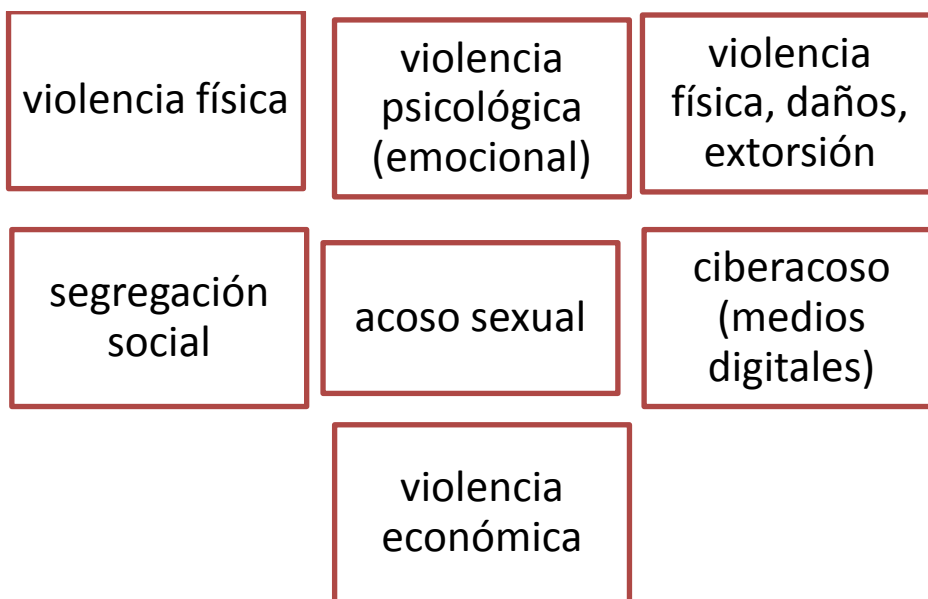 violencia física
violencia
psicológica
(emocional)
violencia
física, daños,
extorsión
segregación
social
acoso sexual
ciberacoso
(medios
digitales)
violencia
económica